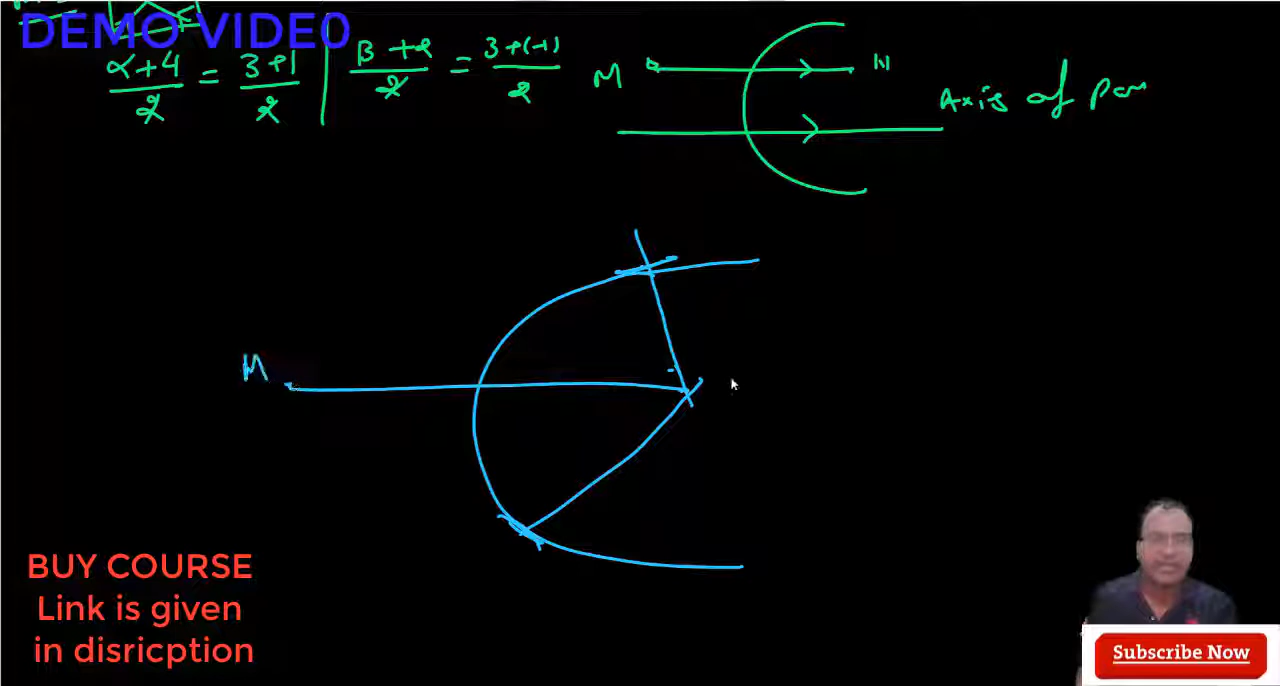 DEMO VIDEO
α+4/2 = 3+1/2 | β+2/2 = 3+(-1)/2
M
Axis of Par
M
BUY COURSE
Link is given
in disricption
Subscribe Now